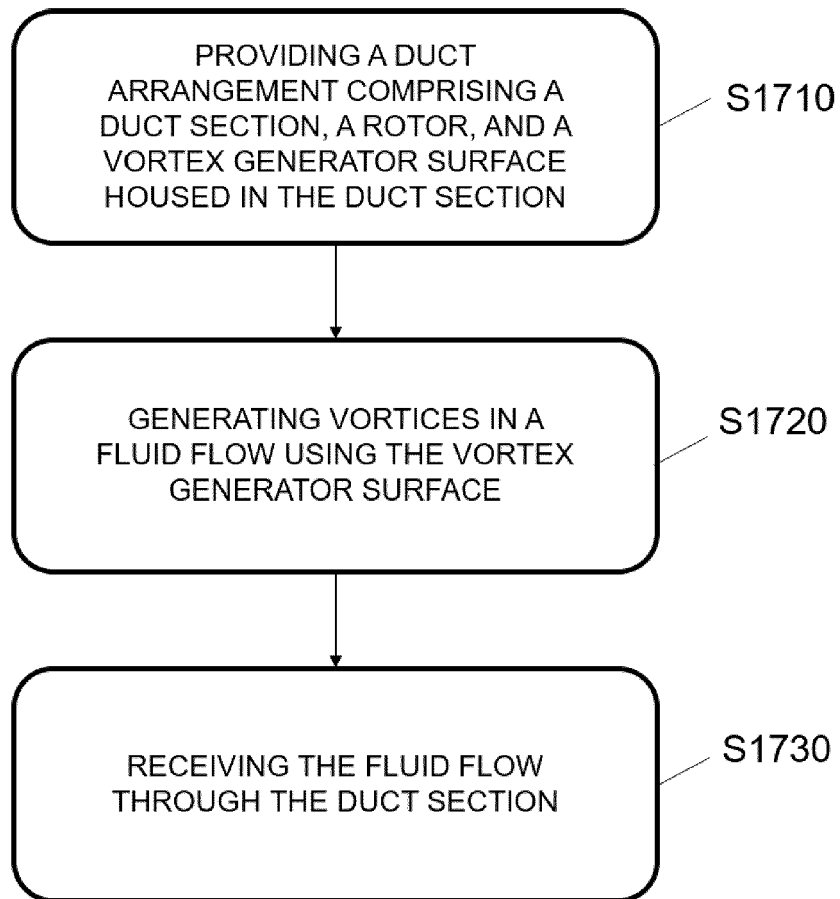 PROVIDING A DUCT
ARRANGEMENT COMPRISING A
DUCT SECTION, A ROTOR, AND A
VORTEX GENERATOR SURFACE
HOUSED IN THE DUCT SECTION
S1710
GENERATING VORTICES IN A
FLUID FLOW USING THE VORTEX
GENERATOR SURFACE
S1720
RECEIVING THE FLUID FLOW
THROUGH THE DUCT SECTION
S1730